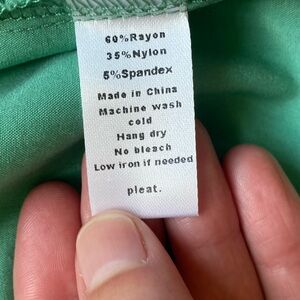 60%Rayon
35%Nylon
5%Spandex
Made in China
Machine wash
cold
Hang dry
No bleach
Low iron if needed
pleat.